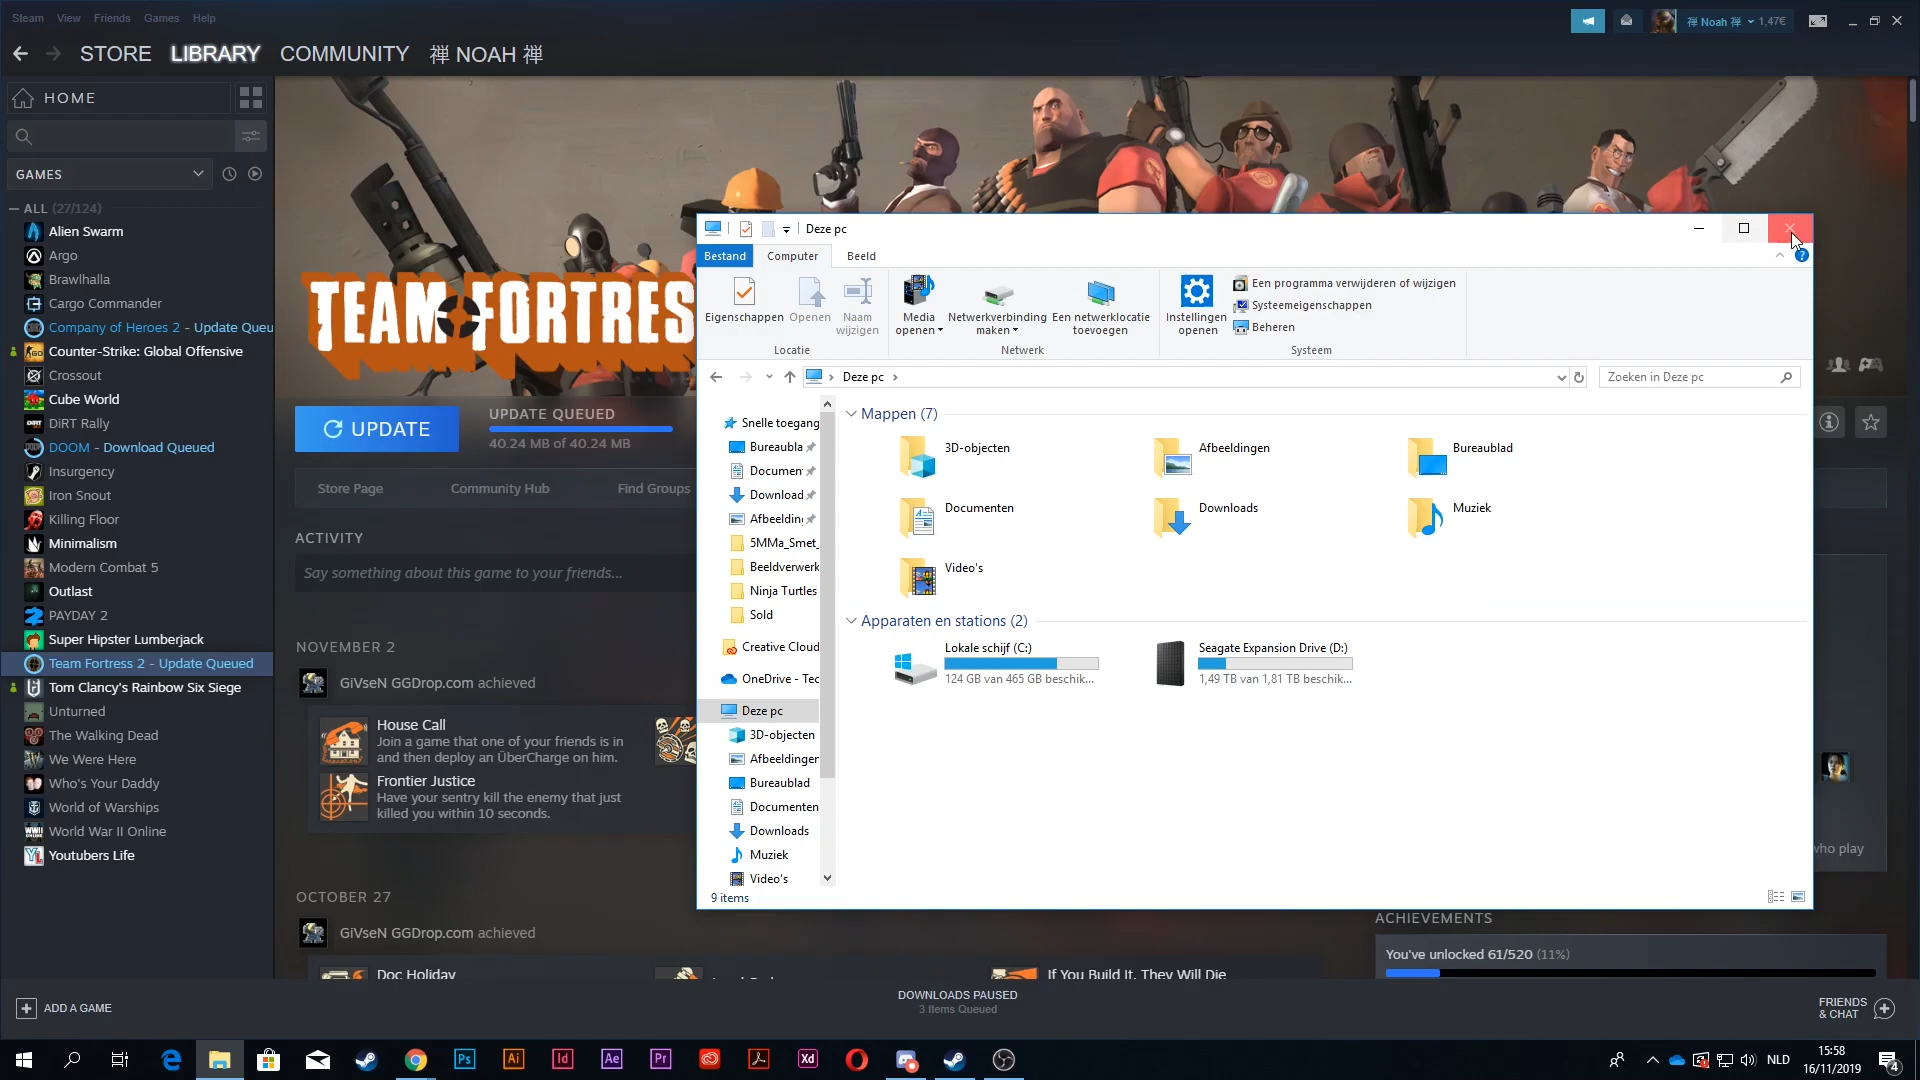 Steam View Friends Games Help
禅 Noah 禅 1,47€
STORE LIBRARY COMMUNITY 禅 NOAH 禅
HOME
GAMES
ALL (27/124)
Alien Swarm
Argo
Brawlhalla
Cargo Commander
Company of Heroes 2 - Update Queu
Counter-Strike: Global Offensive
Crossout
Cube World
DiRT Rally
DOOM - Download Queued
Insurgency
Iron Snout
Killing Floor
Minimalism
Modern Combat 5
Outlast
PAYDAY 2
Super Hipster Lumberjack
Team Fortress 2 - Update Queued
Tom Clancy's Rainbow Six Siege
Unturned
The Walking Dead
We Were Here
Who's Your Daddy
World of Warships
World War II Online
Youtubers Life
ADD A GAME
TEAM FORTRES
UPDATE
UPDATE QUEUED
40.24 MB of 40.24 MB
Store Page Community Hub Find Groups
ACTIVITY
Say something about this game to your friends...
NOVEMBER 2
GiVseN GGDrop.com achieved
House Call
Join a game that one of your friends is in
and then deploy an ÜberCharge on him.
Frontier Justice
Have your sentry kill the enemy that just
killed you within 10 seconds.
OCTOBER 27
GiVseN GGDrop.com achieved
Doc Holiday
If You Build It, They Will Die
Deze pc
Bestand Computer Beeld
Eigenschappen Openen Naam wijzigen
Locatie
Media openen Netwerkverbinding maken Een netwerklocatie toevoegen
Netwerk
Instellingen openen
Een programma verwijderen of wijzigen
Systeemeigenschappen
Beheren
Systeem
Deze pc
Zoeken in Deze pc
Snelle toegang
Bureaubla
Documen
Download
Afbeeldin
5MMa_Smet_
Beeldverwerk
Ninja Turtles
Sold
Creative Cloud
OneDrive - Tec
Deze pc
3D-objecten
Afbeeldingen
Bureaublad
Documenten
Downloads
Muziek
Video's
Mappen (7)
3D-objecten Afbeeldingen Bureaublad
Documenten Downloads Muziek
Video's
Apparaten en stations (2)
Lokale schijf (C:)
124 GB van 465 GB beschik...
Seagate Expansion Drive (D:)
1,49 TB van 1,81 TB beschik...
9 items
who play
ACHIEVEMENTS
You've unlocked 61/520 (11%)
DOWNLOADS PAUSED
3 Items Queued
FRIENDS
& CHAT
Ps Ai Id Ae Pr Xd
NLD
15:58
16/11/2019
4